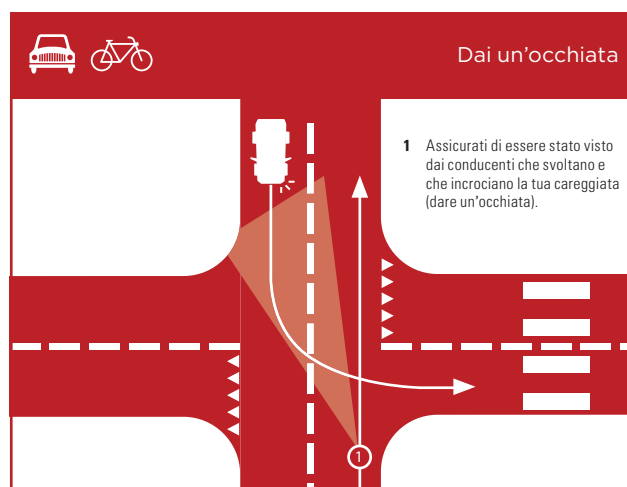 Dai un'occhiata
1 Assicurati di essere stato visto
dai conducenti che svoltano e
che incrociano la tua careggiata
(dare un'occhiata).
1